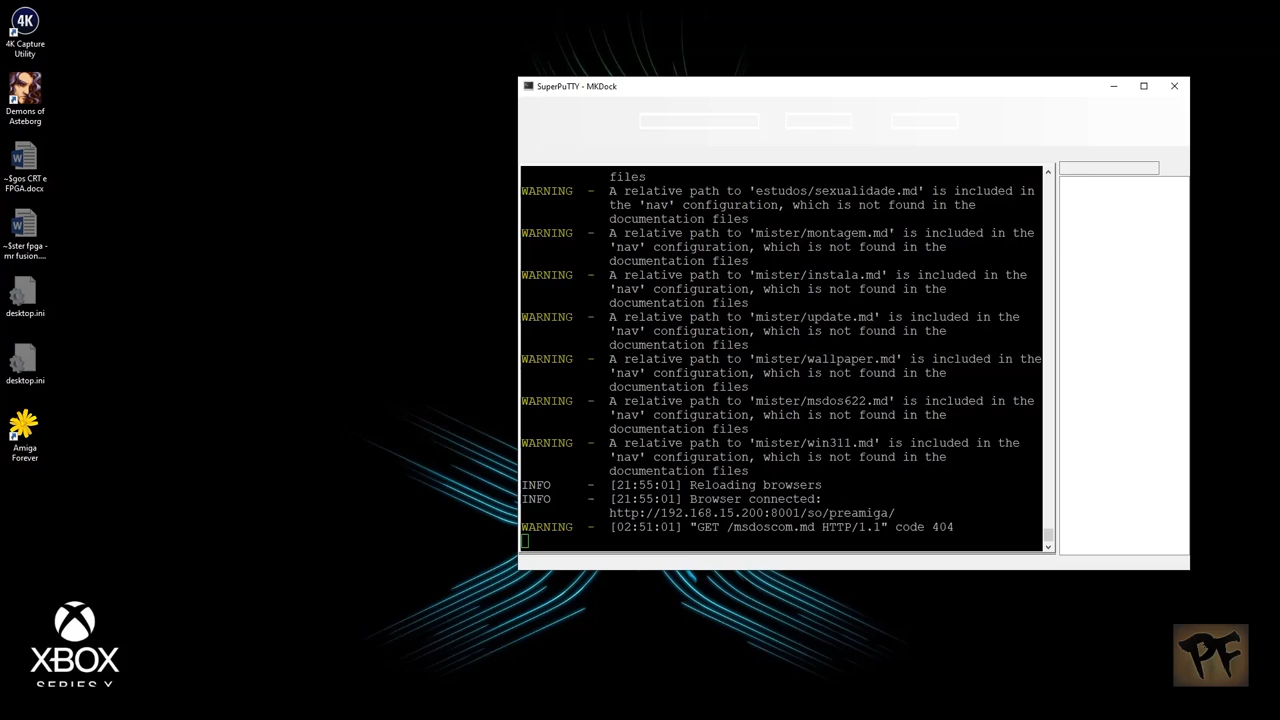 4K
4K Capture
Utility
Demons of
Asteborg
~$gos CRT e
FPGA.docx
~$ster fpga -
mr fusion....
desktop.ini
desktop.ini
Amiga
Forever
XBOX
SERIES X
SuperPuTTY - MKDock
files
WARNING - A relative path to 'estudos/sexualidade.md' is included in
the 'nav' configuration, which is not found in the
documentation files
WARNING - A relative path to 'mister/montagem.md' is included in the
'nav' configuration, which is not found in the
documentation files
WARNING - A relative path to 'mister/instala.md' is included in the
'nav' configuration, which is not found in the
documentation files
WARNING - A relative path to 'mister/update.md' is included in the
'nav' configuration, which is not found in the
documentation files
WARNING - A relative path to 'mister/wallpaper.md' is included in the
'nav' configuration, which is not found in the
documentation files
WARNING - A relative path to 'mister/msdos622.md' is included in the
'nav' configuration, which is not found in the
documentation files
WARNING - A relative path to 'mister/win311.md' is included in the
'nav' configuration, which is not found in the
documentation files
INFO - [21:55:01] Reloading browsers
INFO - [21:55:01] Browser connected:
http://192.168.15.200:8001/so/preamiga/
WARNING - [02:51:01] "GET /msdoscom.md HTTP/1.1" code 404
PF